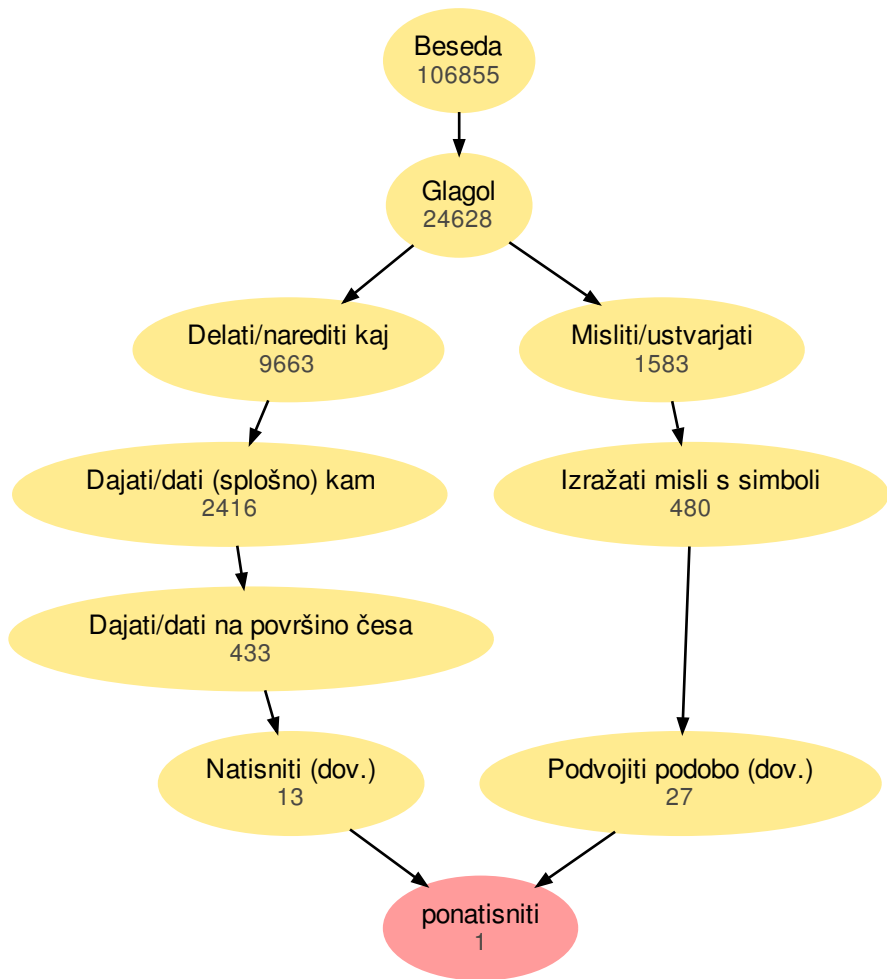 Beseda
106855
Glagol
24628
Delati/narediti kaj
9663
Misliti/ustvarjati
1583
Dajati/dati (splošno) kam
2416
Izražati misli s simboli
480
Dajati/dati na površino česa
433
Natisniti (dov.)
13
Podvojiti podobo (dov.)
27
ponatisniti
1